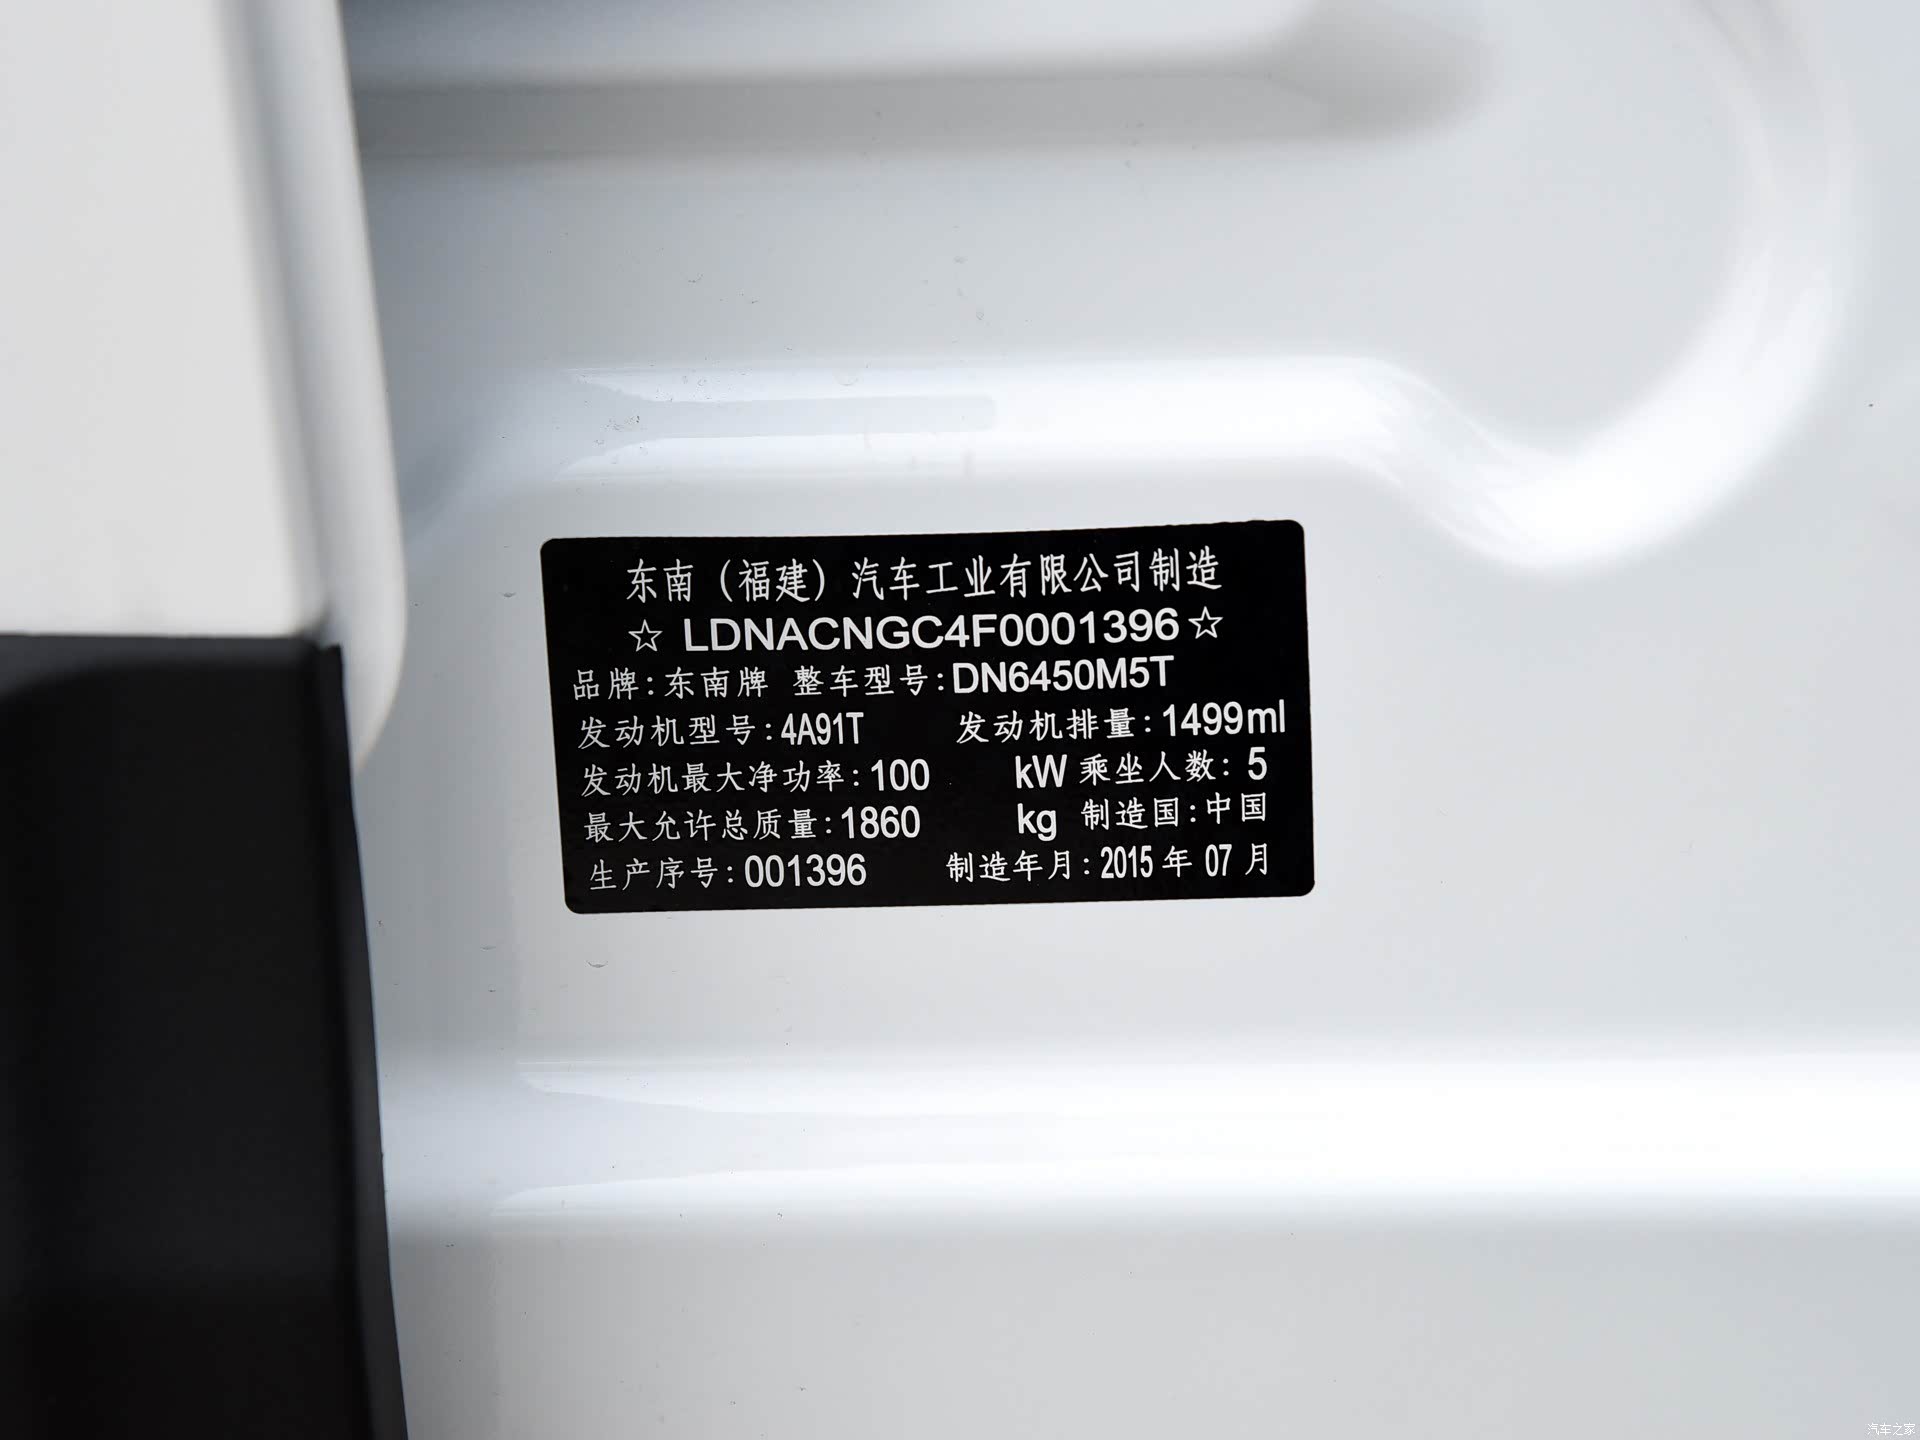 东南（福建）汽车工业有限公司制造
☆ LDNACNGC4F0001396 ☆
品牌：东南牌 整车型号：DN6450M5T
发动机型号：4A91T 发动机排量：1499ml
发动机最大净功率：100 kW 乘坐人数：5
最大允许总质量：1860 kg 制造国：中国
生产序号：001396 制造年月：2015 年 07 月
汽车之家